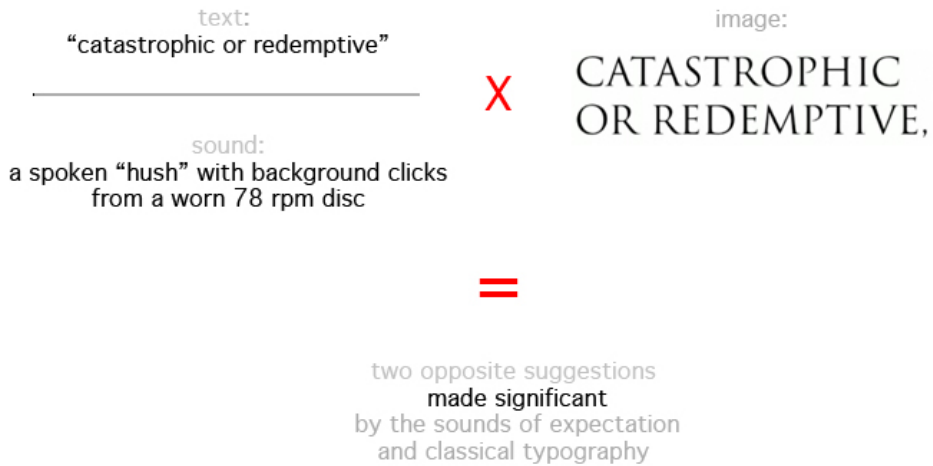 text:
“catastrophic or redemptive”
sound:
a spoken “hush” with background clicks
from a worn 78 rpm disc
X
image:
CATASTROPHIC
OR REDEMPTIVE,
=
two opposite suggestions
made significant
by the sounds of expectation
and classical typography